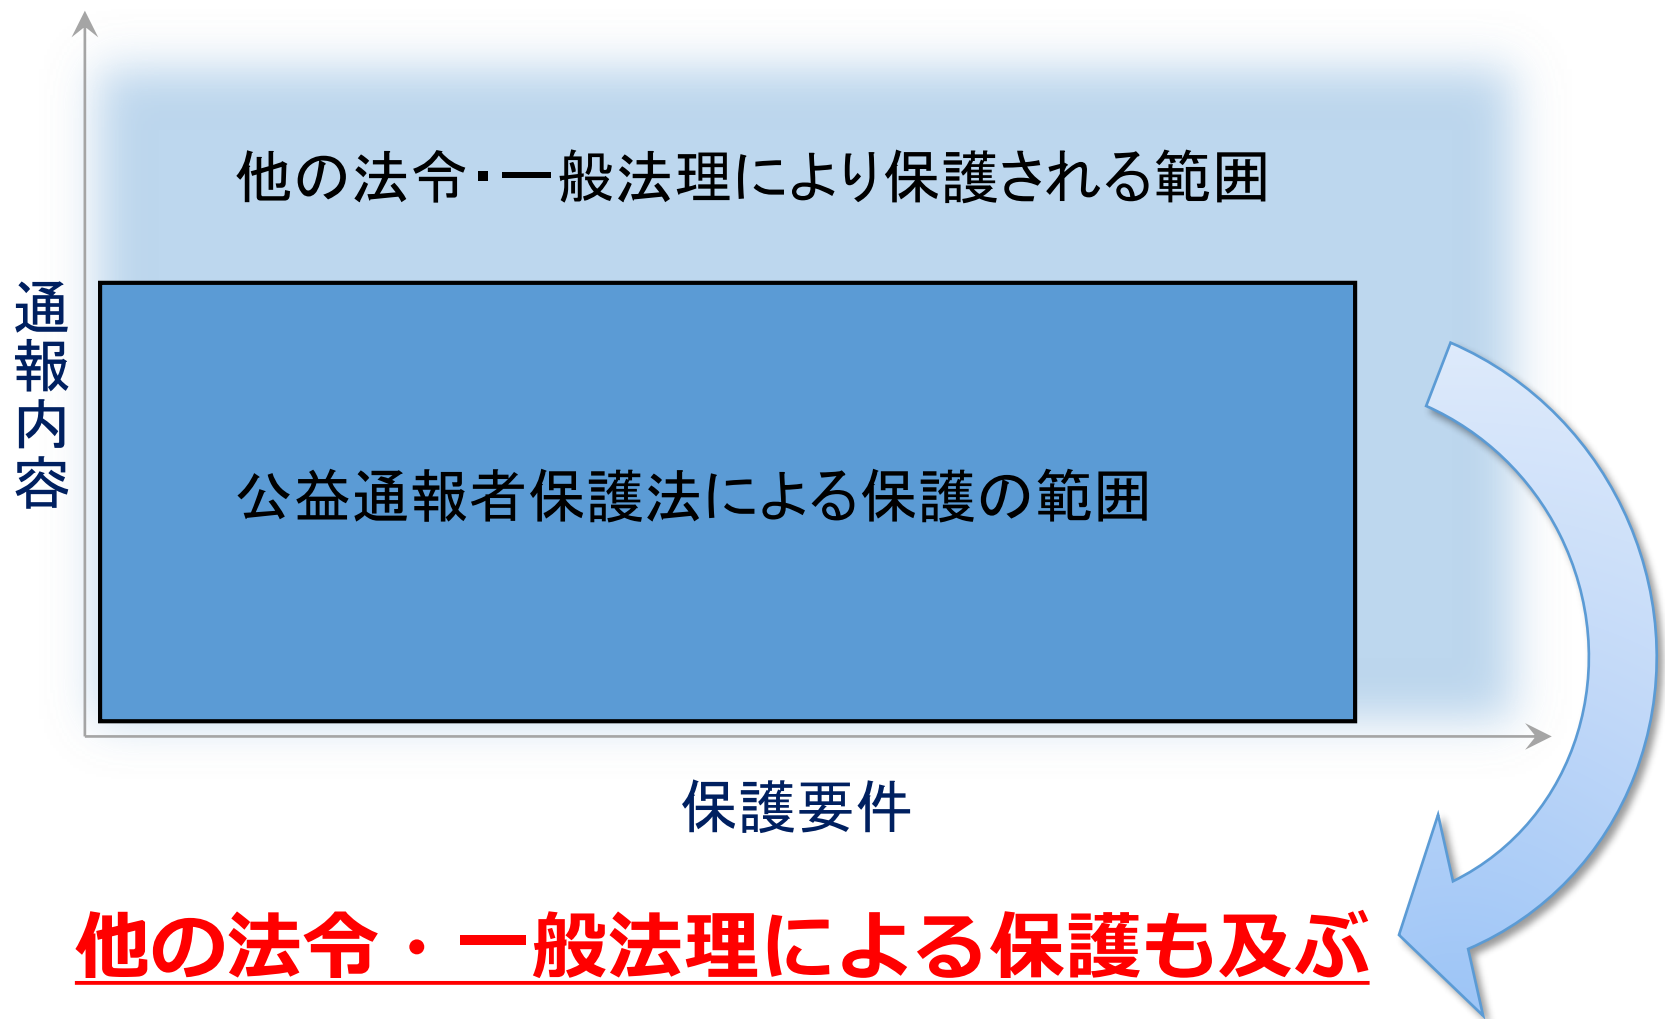 他の法令・一般法理により保護される範囲
通報内容
公益通報者保護法による保護の範囲
保護要件
他の法令・一般法理による保護も及ぶ